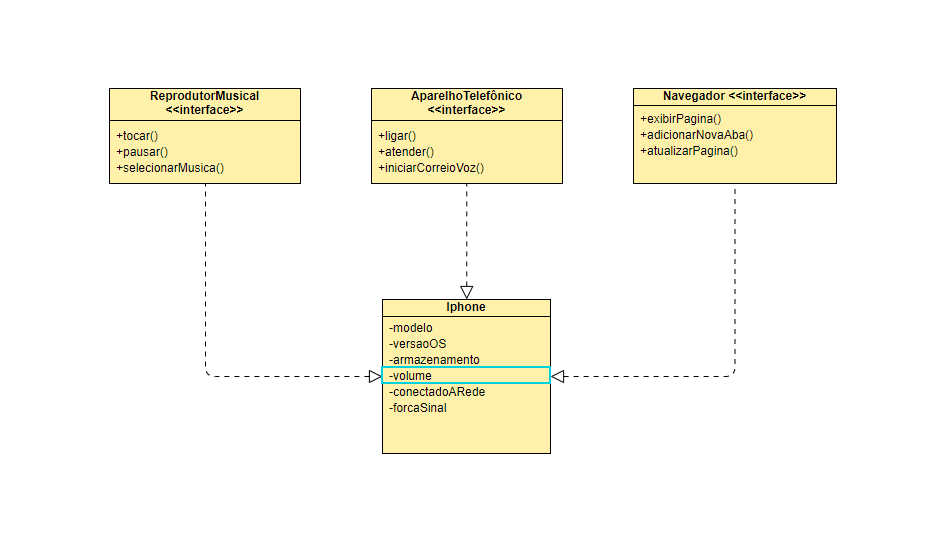 ReprodutorMusical
<<interface>>
+tocar()
+pausar()
+selecionarMusica()
AparelhoTelefônico
<<interface>>
+ligar()
+atender()
+iniciarCorreioVoz()
Navegador <<interface>>
+exibirPagina()
+adicionarNovaAba()
+atualizarPagina()
Iphone
-modelo
-versaoOS
-armazenamento
-volume
-conectadoARede
-forcaSinal